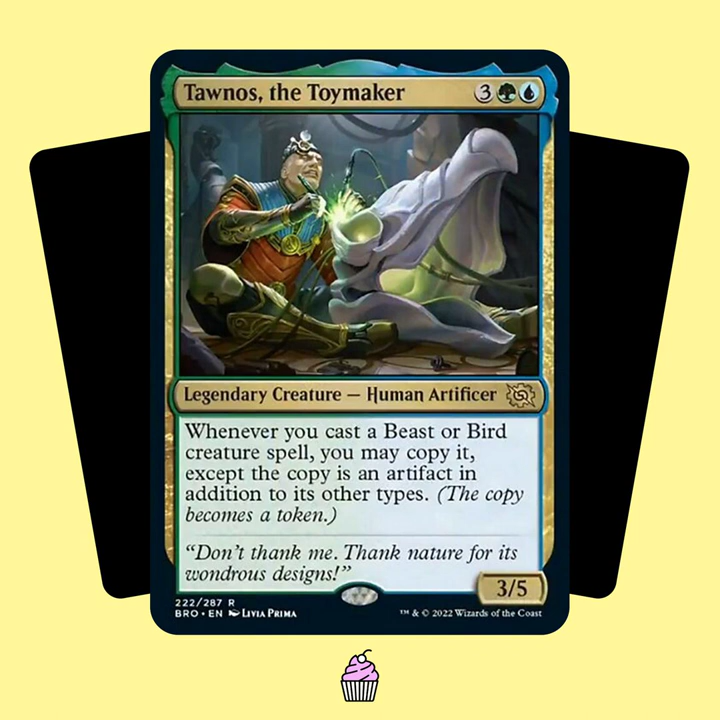 Tawnos, the Toymaker 3
Legendary Creature — Human Artificer
Whenever you cast a Beast or Bird
creature spell, you may copy it,
except the copy is an artifact in
addition to its other types. (The copy
becomes a token.)
“Don’t thank me. Thank nature for its
wondrous designs!”
3/5
222/287 R
BRO • EN LIVIA PRIMA ™ & © 2022 Wizards of the Coast